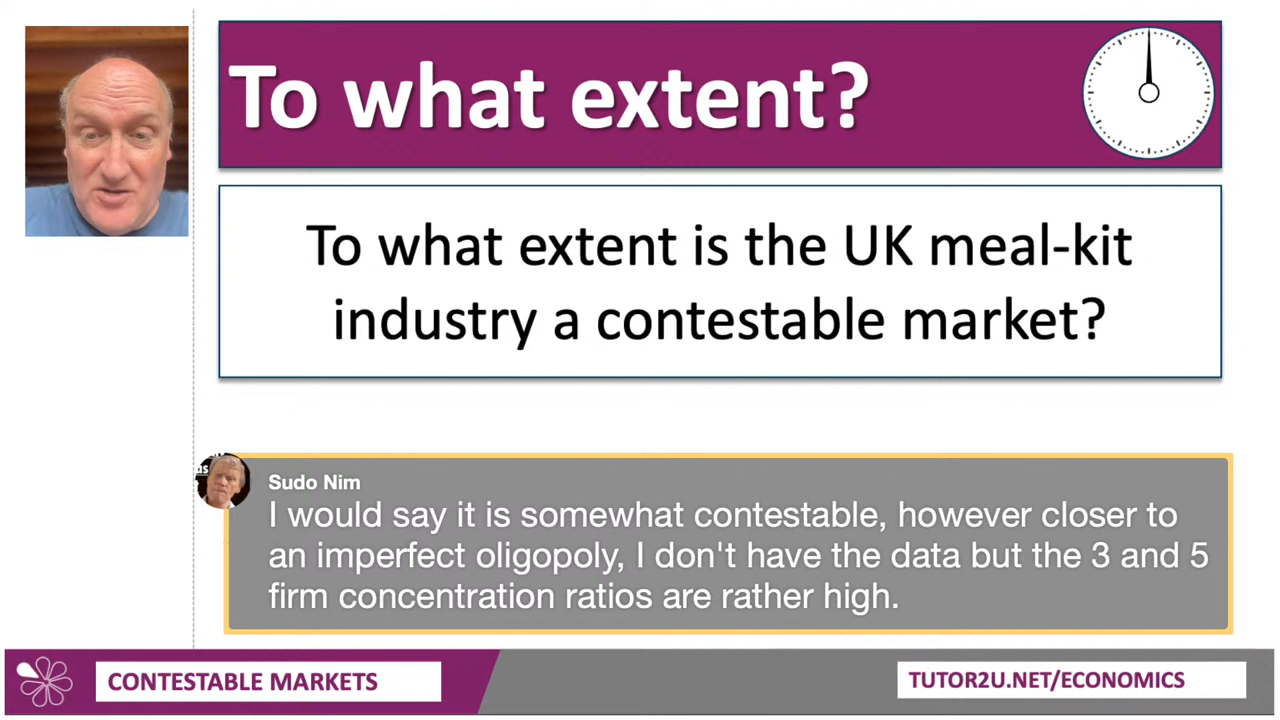 To what extent?
To what extent is the UK meal-kit
industry a contestable market?
Sudo Nim
I would say it is somewhat contestable, however closer to
an imperfect oligopoly, I don't have the data but the 3 and 5
firm concentration ratios are rather high.
CONTESTABLE MARKETS
TUTOR2U.NET/ECONOMICS